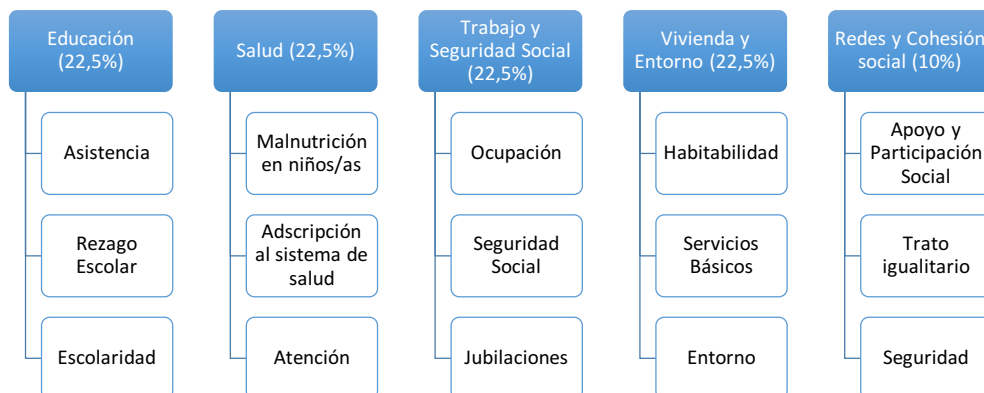 Educación
(22,5%)
Asistencia
Rezago
Escolar
Escolaridad
Salud (22,5%)
Malnutrición
en niños/as
Adscripción
al sistema de
salud
Atención
Trabajo y
Seguridad Social
(22,5%)
Ocupación
Seguridad
Social
Jubilaciones
Vivienda y
Entorno (22,5%)
Habitabilidad
Servicios
Básicos
Entorno
Redes y Cohesión
social (10%)
Apoyo y
Participación
Social
Trato
igualitario
Seguridad